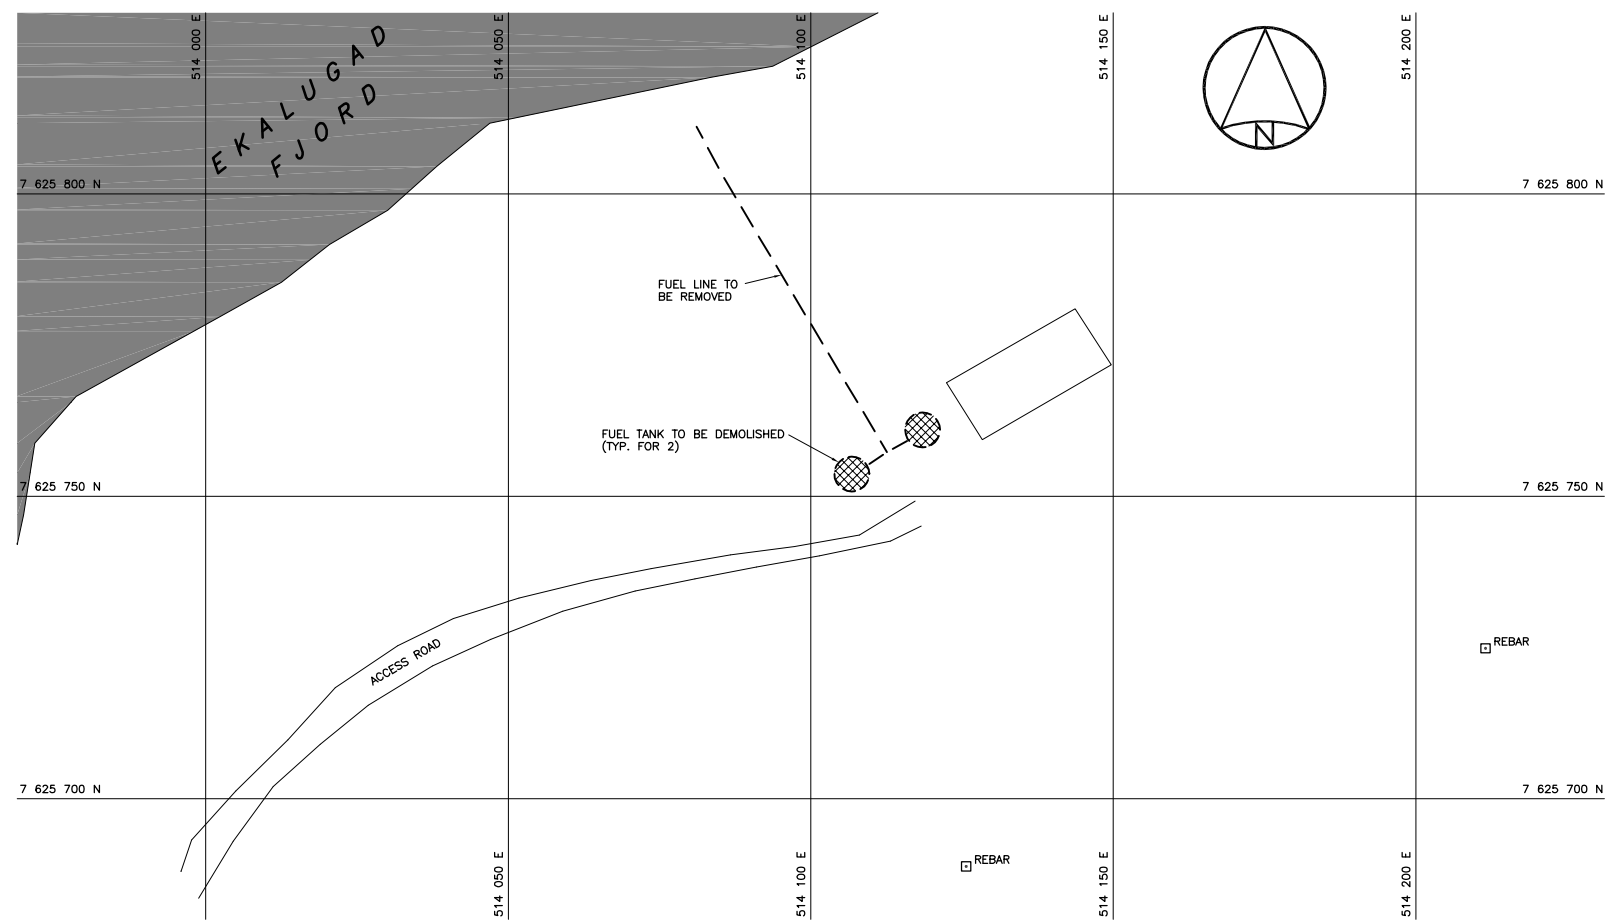 514 000 E
514 050 E
514 100 E
514 150 E
514 200 E
EKALUGAD
FJORD
N
7 625 800 N
7 625 800 N
FUEL LINE TO
BE REMOVED
FUEL TANK TO BE DEMOLISHED
(TYP. FOR 2)
7 625 750 N
7 625 750 N
ACCESS ROAD
REBAR
7 625 700 N
7 625 700 N
REBAR
514 050 E
514 100 E
514 150 E
514 200 E